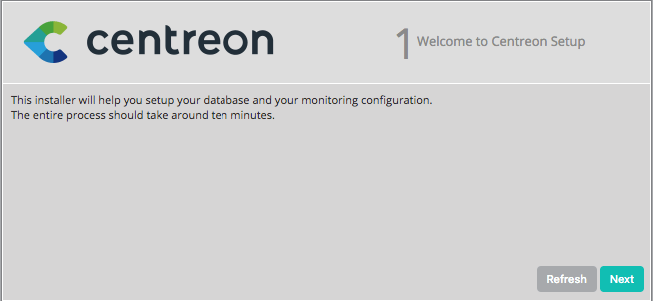 centreon
1 Welcome to Centreon Setup
This installer will help you setup your database and your monitoring configuration.
The entire process should take around ten minutes.
Refresh Next